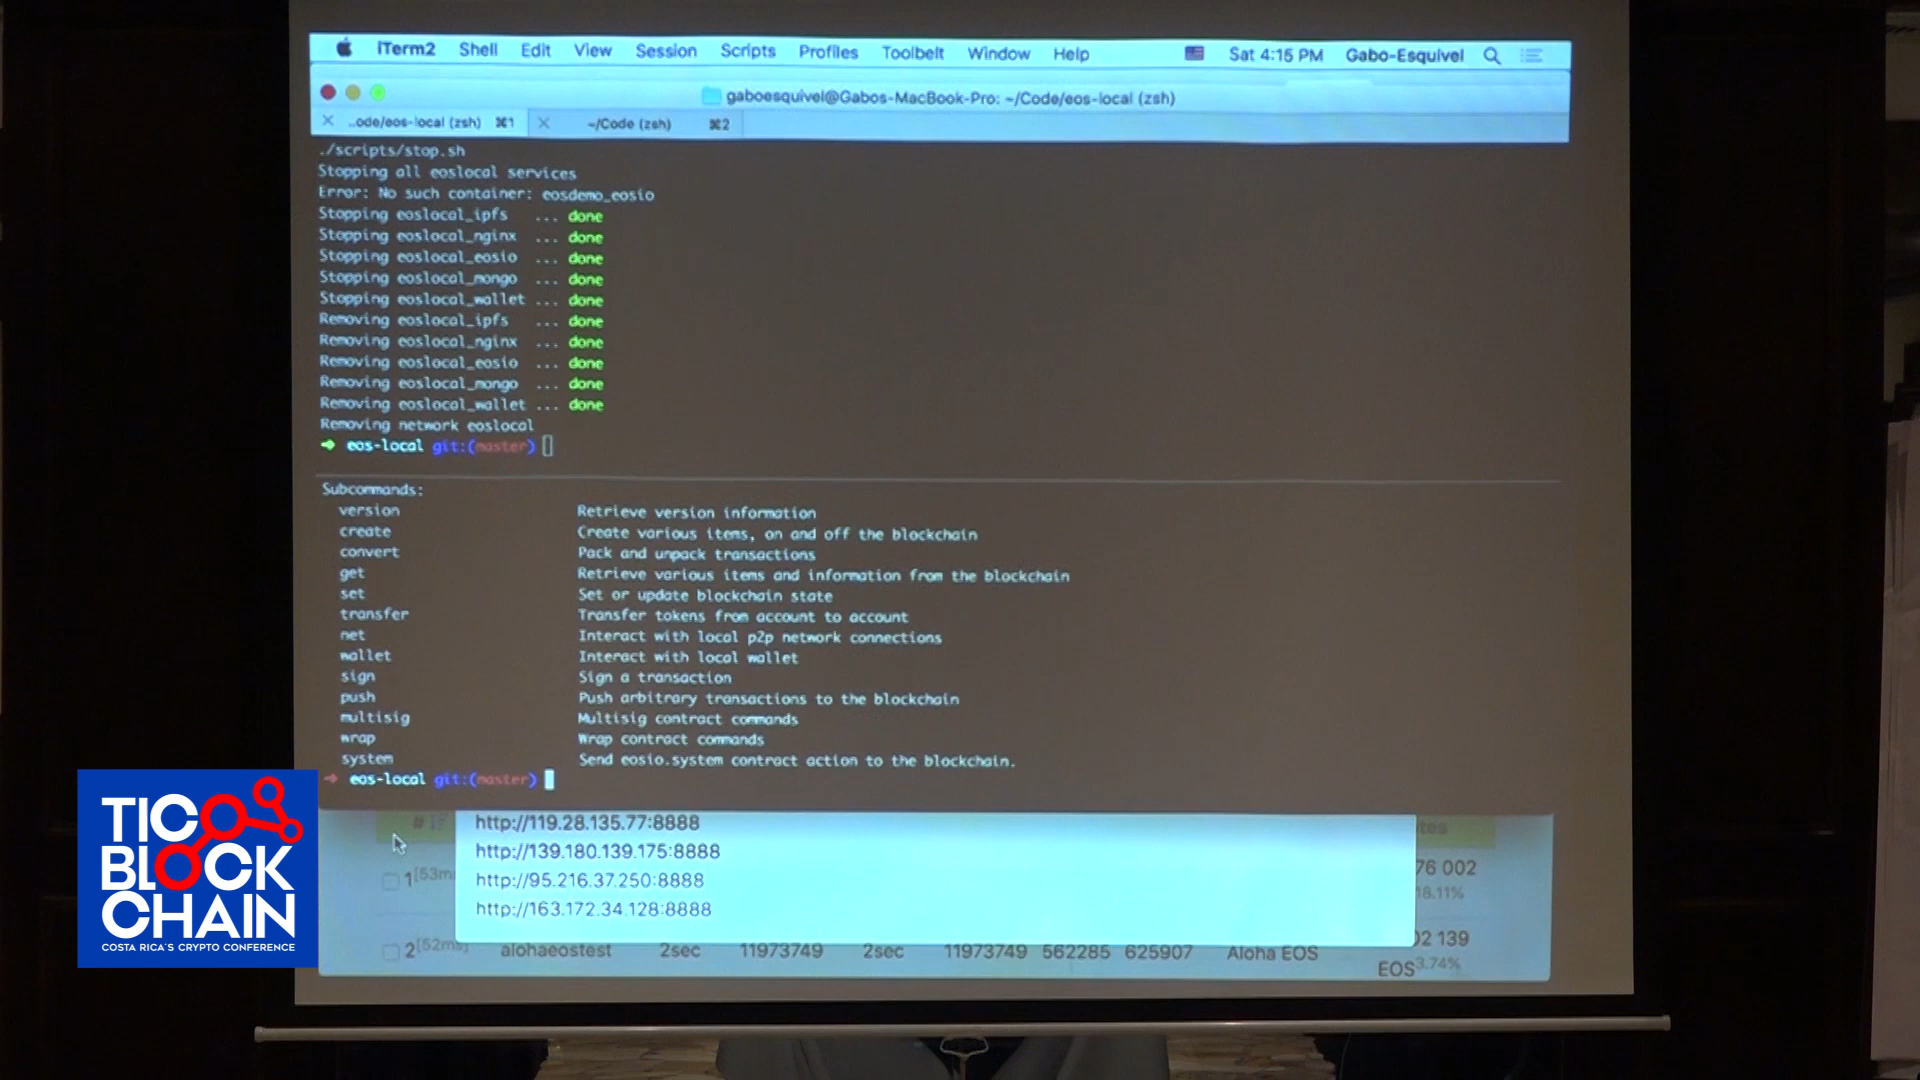 iTerm2 Shell Edit View Session Scripts Profiles Toolbelt Window Help Sat 4:15 PM Gabo-Esquivel
gaboesquivel@Gabos-MacBook-Pro: ~/Code/eos-local (zsh)
..ode/eos-local (zsh) ⌘1 ~/Code (zsh) ⌘2
./scripts/stop.sh
Stopping all eoslocal services
Error: No such container: eosdemo_eosio
Stopping eoslocal_ipfs ... done
Stopping eoslocal_nginx ... done
Stopping eoslocal_eosio ... done
Stopping eoslocal_mongo ... done
Stopping eoslocal_wallet ... done
Removing eoslocal_ipfs ... done
Removing eoslocal_nginx ... done
Removing eoslocal_eosio ... done
Removing eoslocal_mongo ... done
Removing eoslocal_wallet ... done
Removing network eoslocal
➜ eos-local git:(master)
Subcommands:
version Retrieve version information
create Create various items, on and off the blockchain
convert Pack and unpack transactions
get Retrieve various items and information from the blockchain
set Set or update blockchain state
transfer Transfer tokens from account to account
net Interact with local p2p network connections
wallet Interact with local wallet
sign Sign a transaction
push Push arbitrary transactions to the blockchain
multisig Multisig contract commands
wrap Wrap contract commands
system Send eosio.system contract action to the blockchain.
➜ eos-local git:(master)
http://119.28.135.77:8888
http://139.180.139.175:8888
http://95.216.37.250:8888
http://163.172.34.128:8888
#
1 [53m
76 002
18.11%
2 [52ms] alohaeostest 2sec 11973749 2sec 11973749 562285 625907 Aloha EOS
02 139
EOS 3.74%
TICO
BLOCK
CHAIN
COSTA RICA'S CRYPTO CONFERENCE